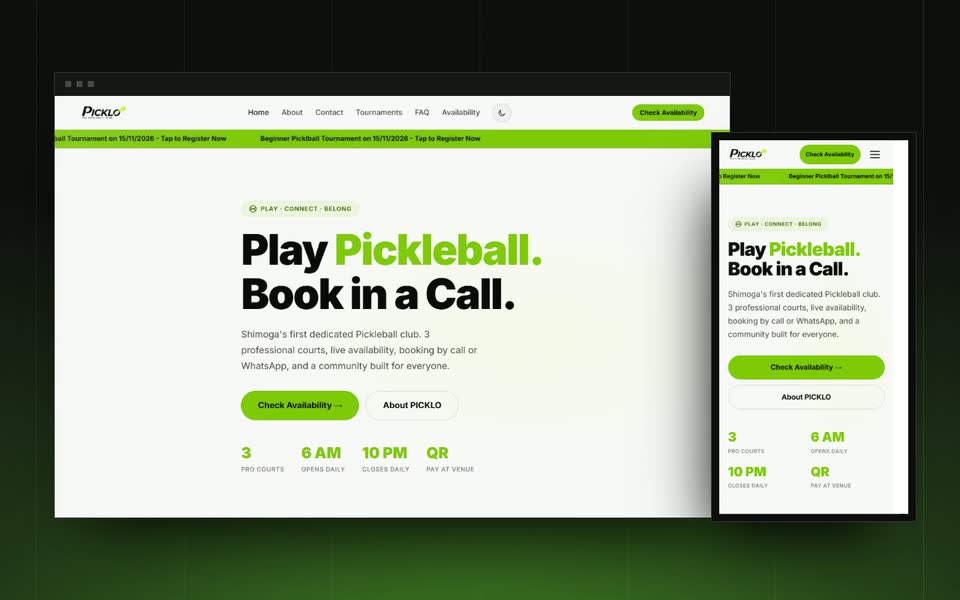 PICKLO
Home About Contact Tournaments FAQ Availability
Check Availability
ball Tournament on 15/11/2026 - Tap to Register Now Beginner Picklball Tournament on 15/11/2026 - Tap to Register Now
PLAY · CONNECT · BELONG
Play Pickleball.
Book in a Call.
Shimoga's first dedicated Pickleball club. 3
professional courts, live availability, booking by call or
WhatsApp, and a community built for everyone.
Check Availability → About PICKLO
3 6 AM 10 PM QR
PRO COURTS OPENS DAILY CLOSES DAILY PAY AT VENUE
PICKLO Check Availability
Register Now Beginner Picklball Tournament on 15/
PLAY · CONNECT · BELONG
Play Pickleball.
Book in a Call.
Shimoga's first dedicated Pickleball club.
3 professional courts, live availability,
booking by call or WhatsApp, and a
community built for everyone.
Check Availability →
About PICKLO
3 6 AM
PRO COURTS OPENS DAILY
10 PM QR
CLOSES DAILY PAY AT VENUE